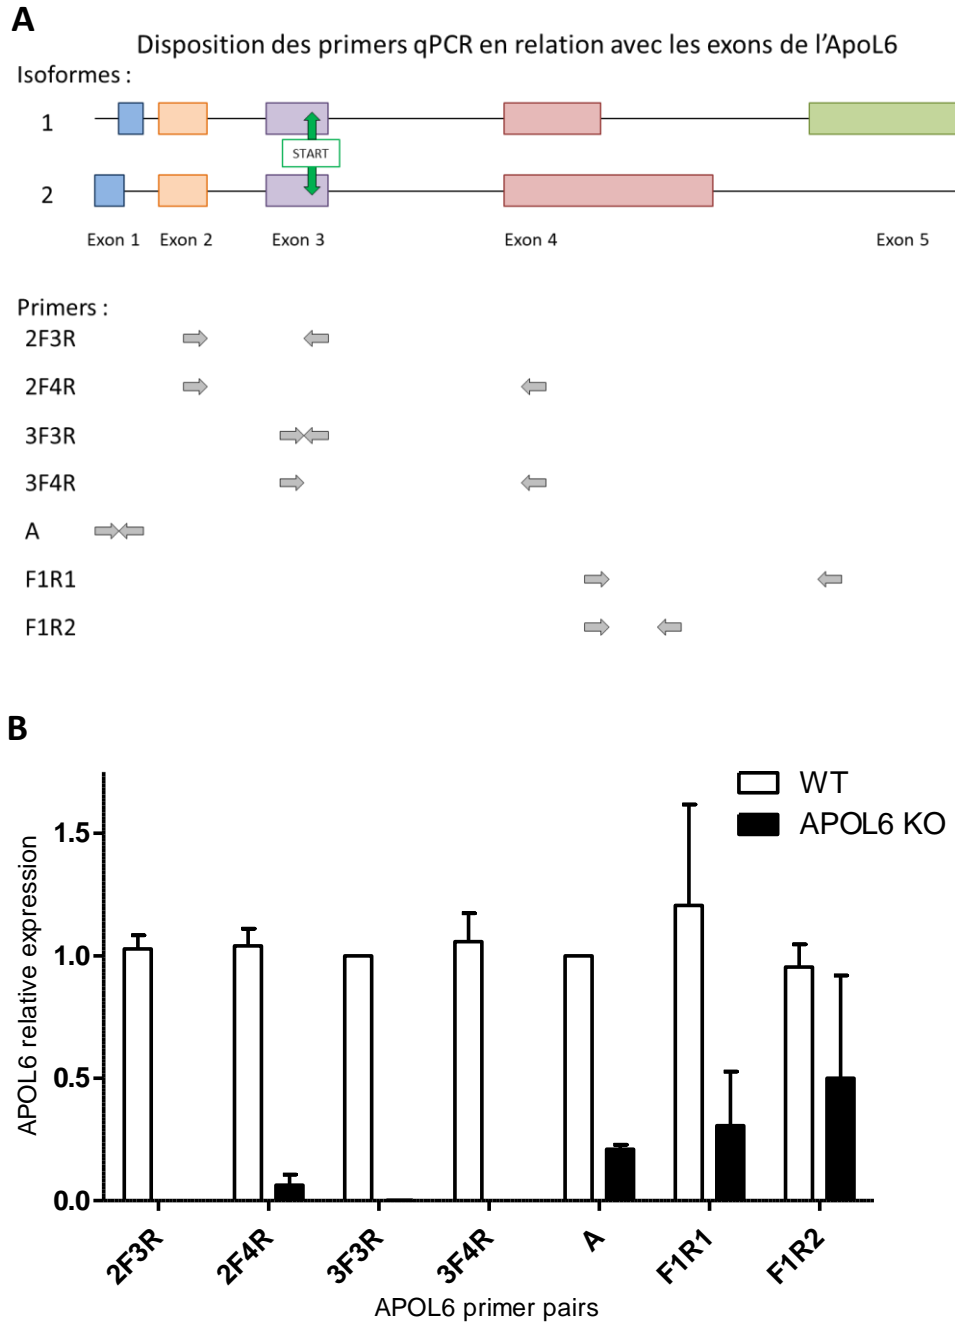 A
Disposition des primers qPCR en relation avec les exons de l'ApoL6
Isoformes :
1
START
2
Exon 1 Exon 2 Exon 3 Exon 4 Exon 5
Primers :
2F3R
2F4R
3F3R
3F4R
A
F1R1
F1R2
B
WT
APOL6 KO
APOL6 relative expression
1.5
1.0
0.5
0.0
2F3R 2F4R 3F3R 3F4R A F1R1 F1R2
APOL6 primer pairs